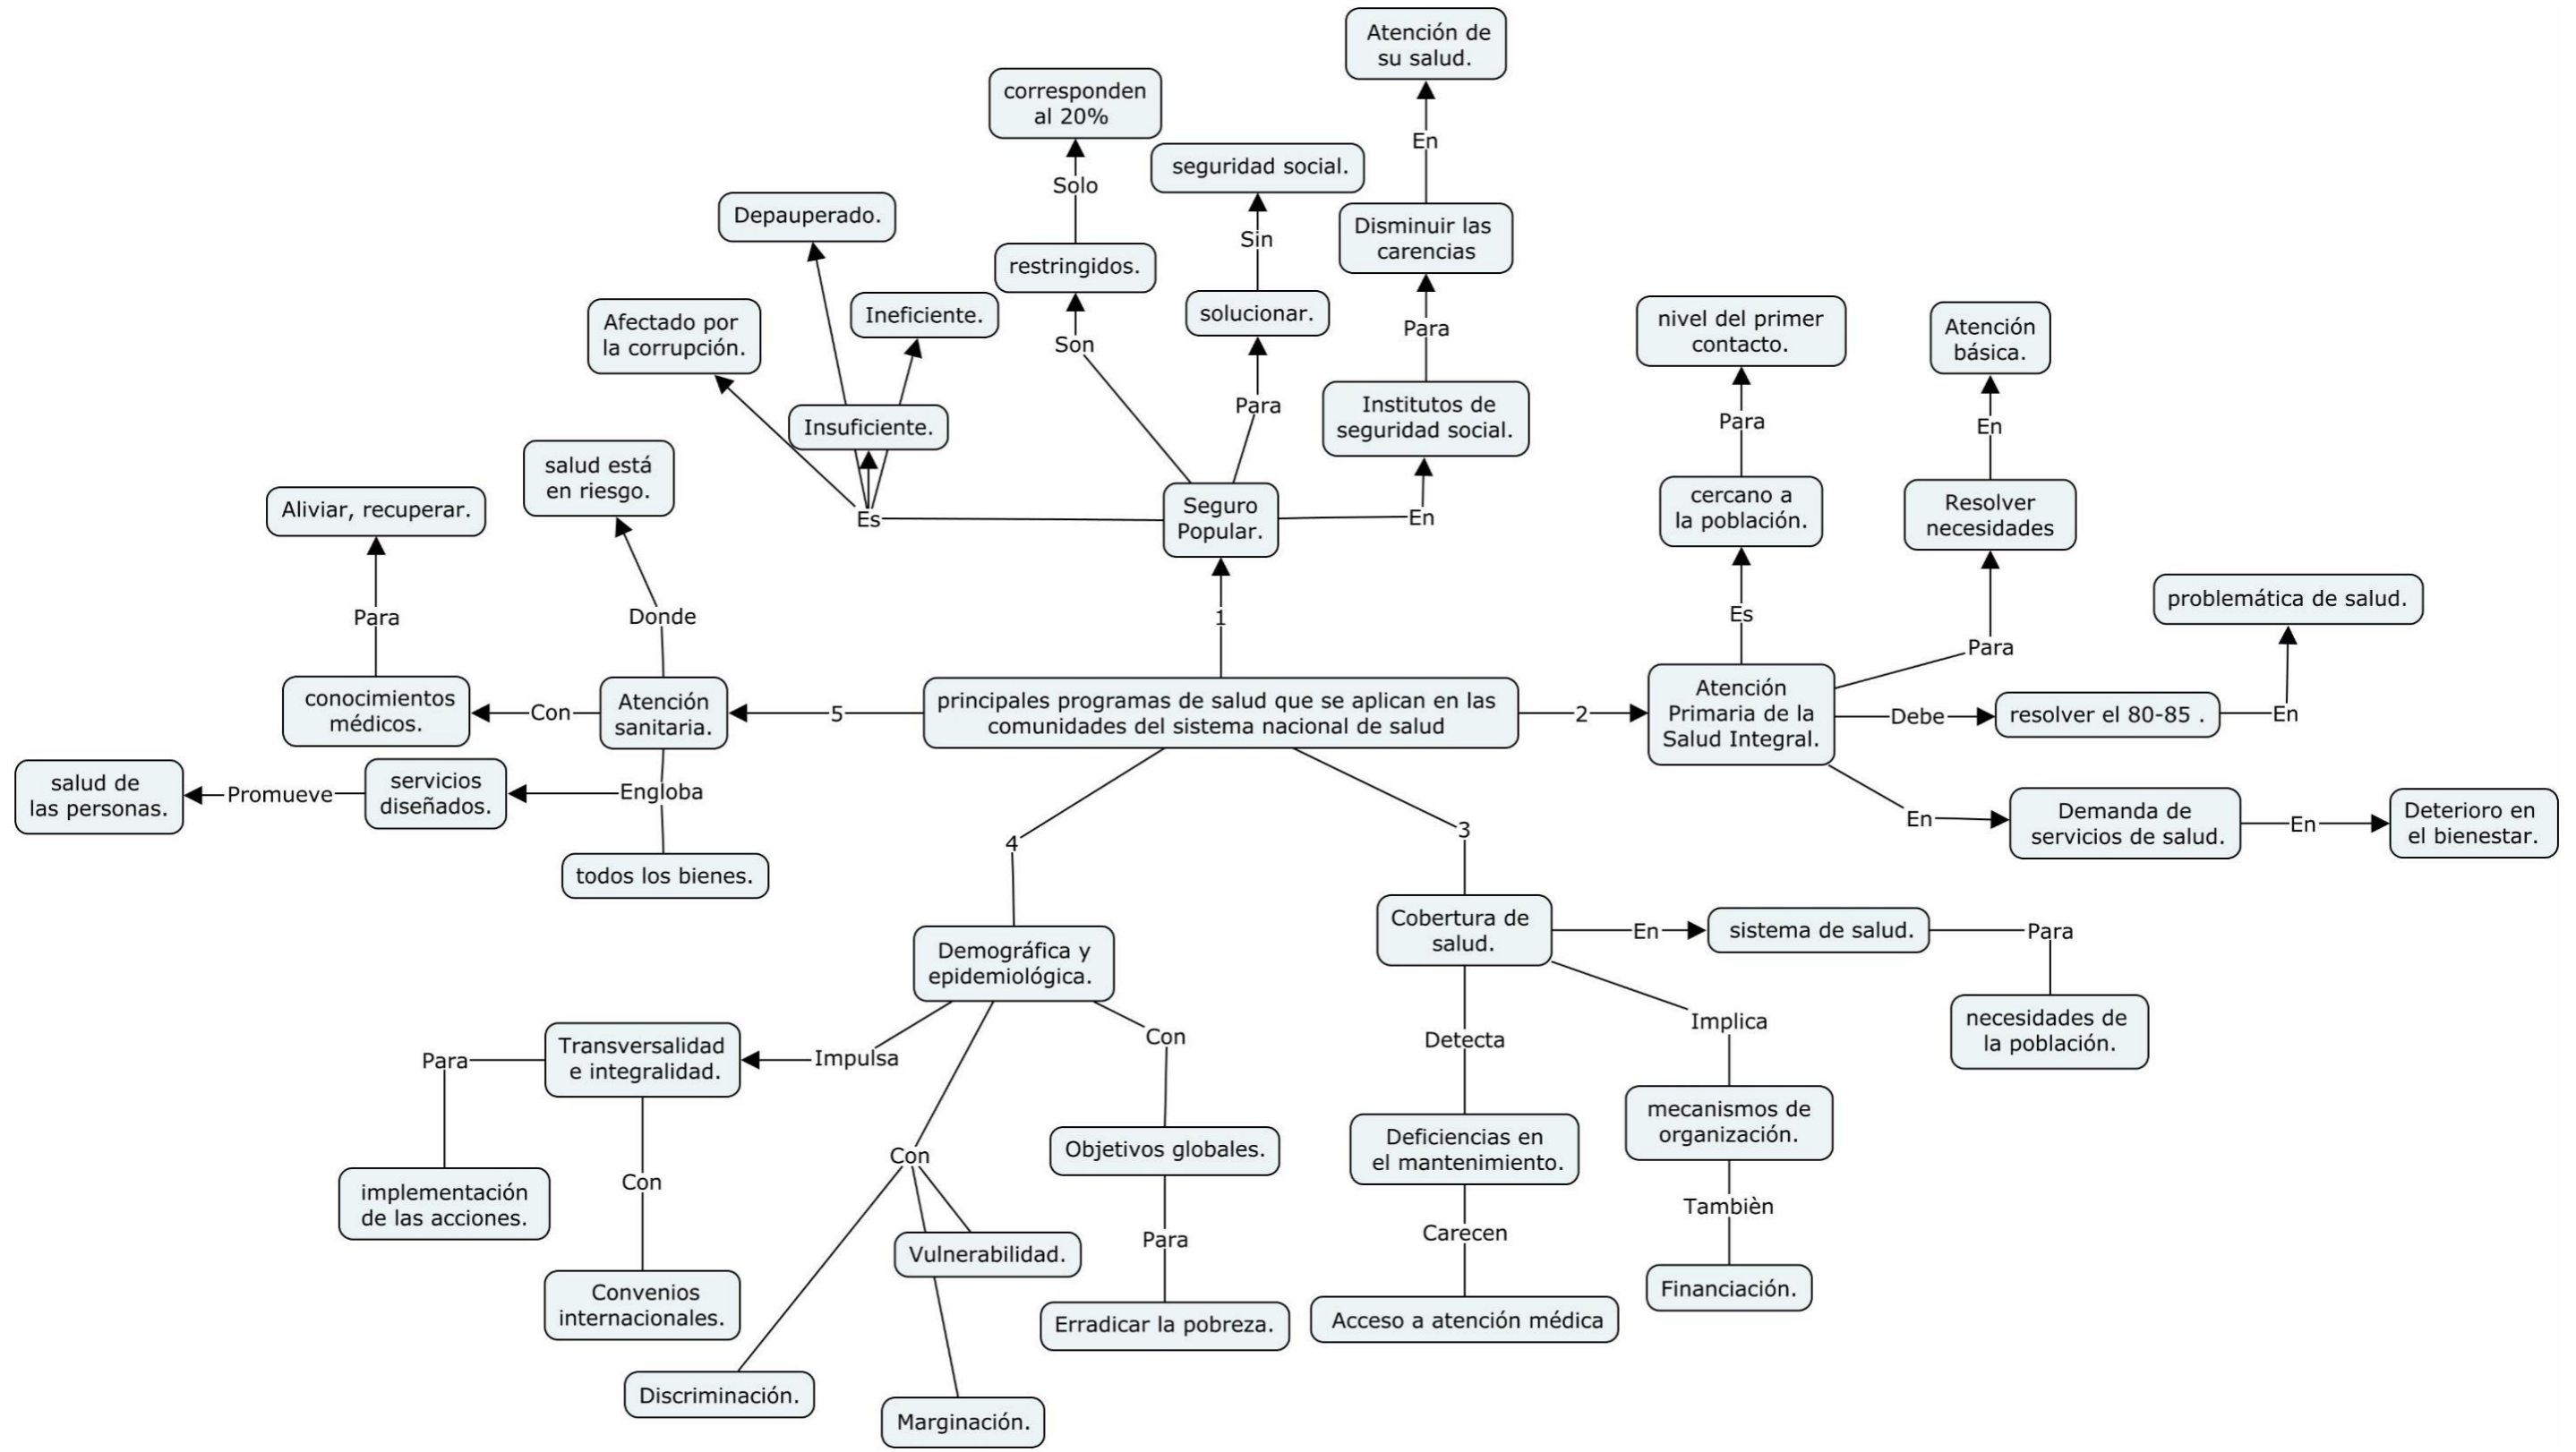 Atención de
su salud.
corresponden
al 20%
En
seguridad social.
Solo
Depauperado.
Disminuir las
carencias
Sin
restringidos.
Afectado por
la corrupción.
Ineficiente.
solucionar.
Son
Para
nivel del primer
contacto.
Atención
básica.
Insuficiente.
Para
Institutos de
seguridad social.
Para
En
salud está
en riesgo.
Aliviar, recuperar.
Es
Seguro
Popular.
En
cercano a
la población.
Resolver
necesidades
Para
Donde
1
Es
Para
problemática de salud.
conocimientos
médicos.
Con
Atención
sanitaria.
5
principales programas de salud que se aplican en las
comunidades del sistema nacional de salud
2
Atención
Primaria de la
Salud Integral.
Debe
resolver el 80-85 .
En
salud de
las personas.
Promueve
servicios
diseñados.
Engloba
4
3
En
Demanda de
servicios de salud.
En
Deterioro en
el bienestar.
todos los bienes.
Demográfica y
epidemiológica.
Cobertura de
salud.
En
sistema de salud.
Para
necesidades de
la población.
Para
Transversalidad
e integralidad.
Impulsa
Con
Detecta
Implica
implementación
de las acciones.
Con
Con
Objetivos globales.
Deficiencias en
el mantenimiento.
mecanismos de
organización.
Convenios
internacionales.
Vulnerabilidad.
Para
Carecen
Tambièn
Erradicar la pobreza.
Acceso a atención médica
Financiación.
Discriminación.
Marginación.